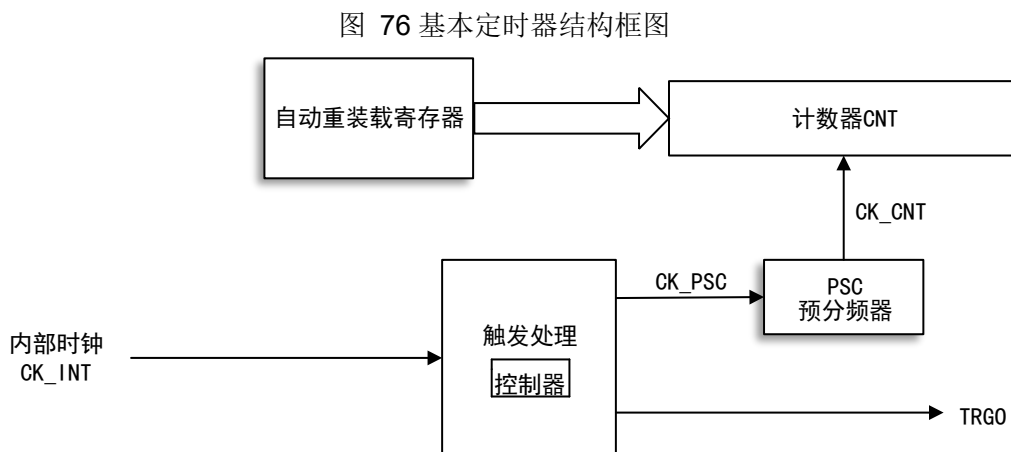 图 76 基本定时器结构框图
自动重装载寄存器
计数器CNT
CK_CNT
CK_PSC
PSC
预分频器
内部时钟
CK_INT
触发处理
控制器
TRGO